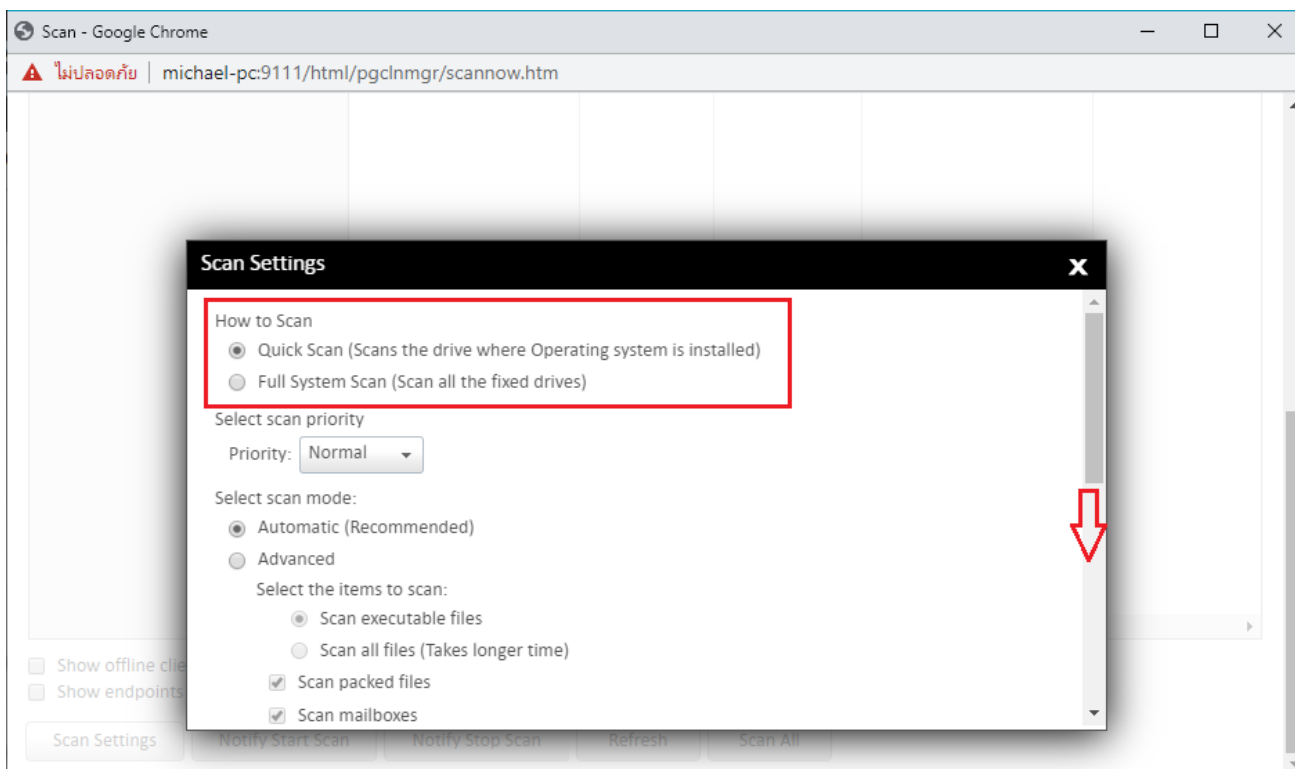 Scan - Google Chrome
ไม่ปลอดภัย | michael-pc:9111/html/pgclnmgr/scannow.htm
Scan Settings
X
How to Scan
Quick Scan (Scans the drive where Operating system is installed)
Full System Scan (Scan all the fixed drives)
Select scan priority
Priority: Normal
Select scan mode:
Automatic (Recommended)
Advanced
Select the items to scan:
Scan executable files
Scan all files (Takes longer time)
Scan packed files
Scan mailboxes
Show offline clie
Show endpoints
Scan Settings Notify Start Scan Notify Stop Scan Refresh Scan All